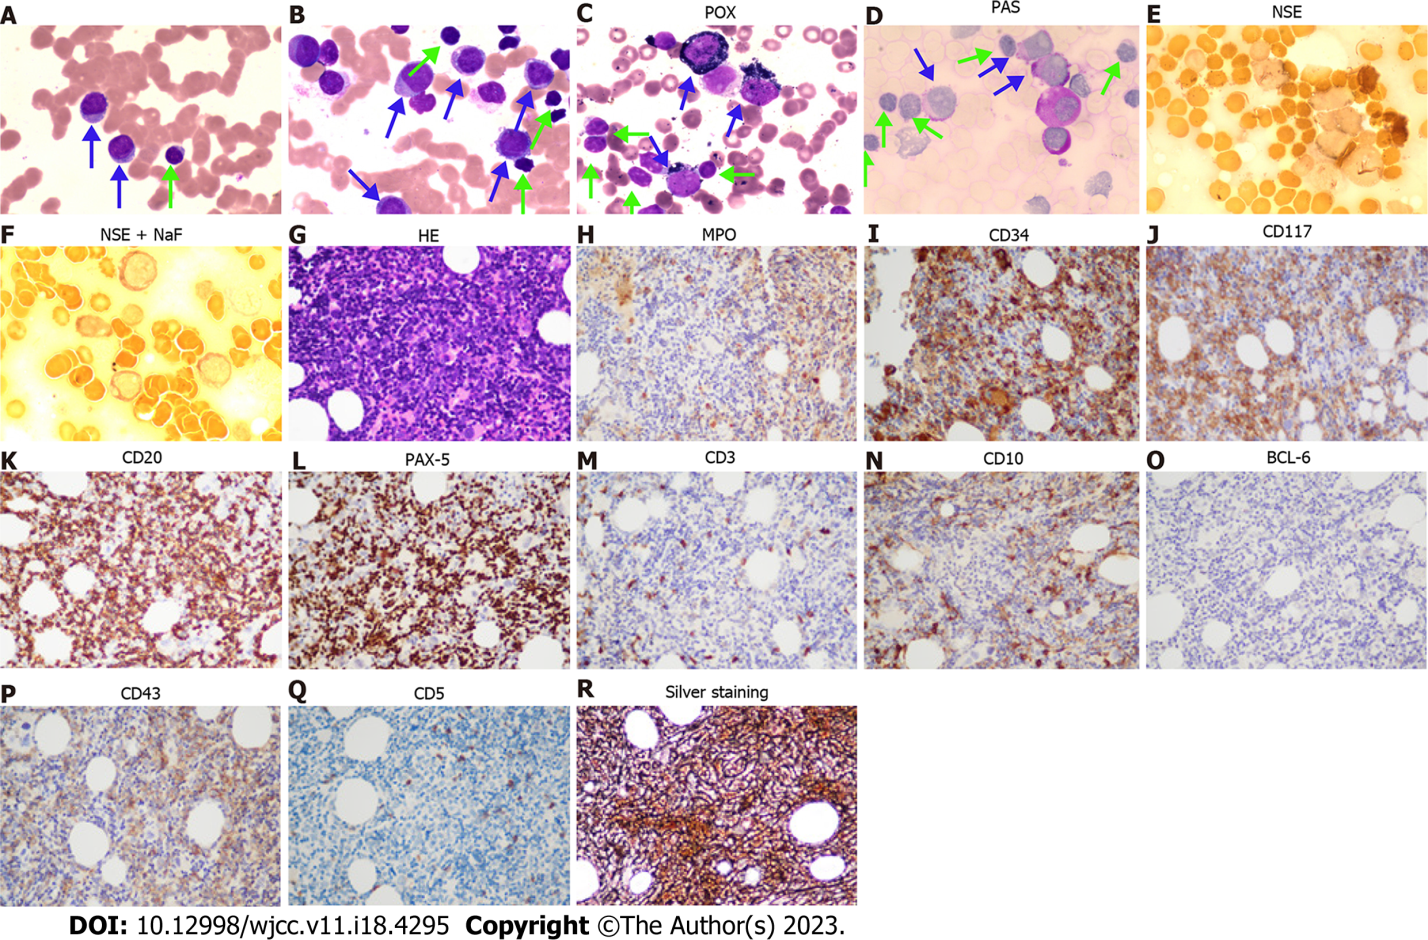 A
B
C POX
D PAS
E NSE
F NSE + NaF
G HE
H MPO
I CD34
J CD117
K CD20
L PAX-5
M CD3
N CD10
O BCL-6
P CD43
Q CD5
R Silver staining
DOI: 10.12998/wjcc.v11.i18.4295 Copyright ©The Author(s) 2023.